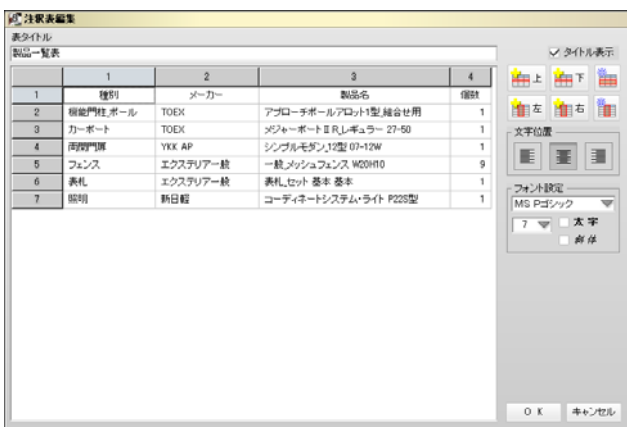 注釈表編集
表タイトル
製品一覧表
タイトル表示
1 2 3 4
1 種別 メーカー 製品名 個数
2 機能門柱_ポール TOEX アプローチポールアロット1型_組合せ用 1
3 カーポート TOEX メジャーポートⅡR_レギュラー 27-50 1
4 両開門扉 YKK AP シンプルモダン_12型 07-12W 1
5 フェンス エクステリア一般 一般_メッシュフェンス W20H10 9
6 表札 エクステリア一般 表札_セット 基本 基本 1
7 照明 新日軽 コーディネートシステム・ライト P22S型 1
上 下
左 右
文字位置
フォント設定
MS Pゴシック
7 太字
斜体
OK キャンセル